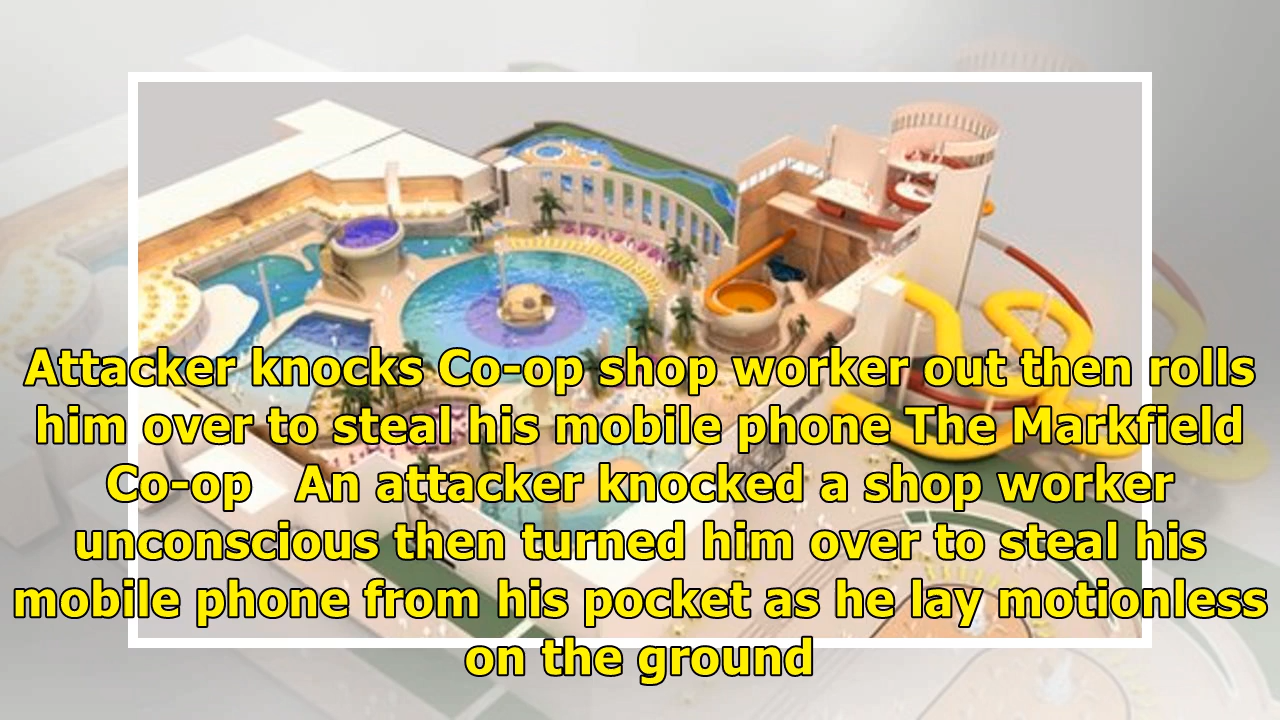 Attacker knocks Co-op shop worker out then rolls
him over to steal his mobile phone The Markfield
Co-op   An attacker knocked a shop worker
unconscious then turned him over to steal his
mobile phone from his pocket as he lay motionless
on the ground